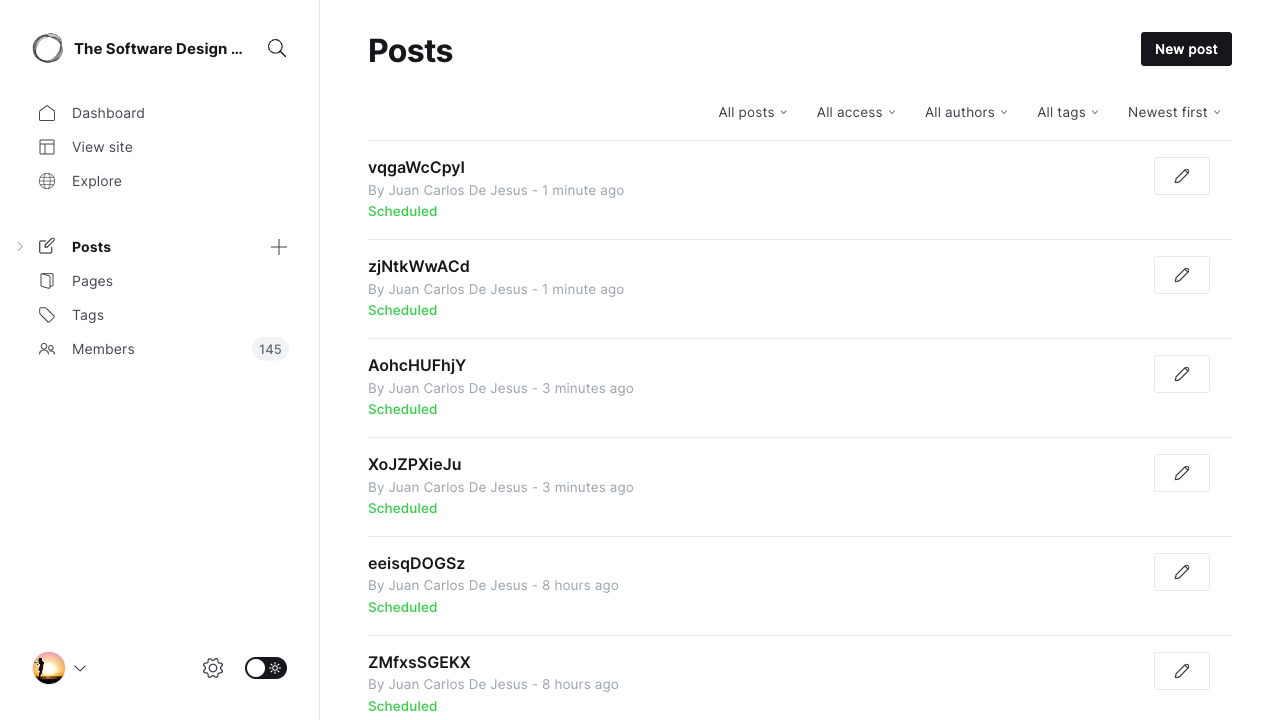 The Software Design ...
Dashboard
View site
Explore
Posts
Pages
Tags
Members 145
Posts
New post
All posts All access All authors All tags Newest first
vqgaWcCpyI
By Juan Carlos De Jesus - 1 minute ago
Scheduled
zjNtkWwACd
By Juan Carlos De Jesus - 1 minute ago
Scheduled
AohcHUFhjY
By Juan Carlos De Jesus - 3 minutes ago
Scheduled
XoJZPXieJu
By Juan Carlos De Jesus - 3 minutes ago
Scheduled
eeisqDOGSz
By Juan Carlos De Jesus - 8 hours ago
Scheduled
ZMfxsSGEKX
By Juan Carlos De Jesus - 8 hours ago
Scheduled